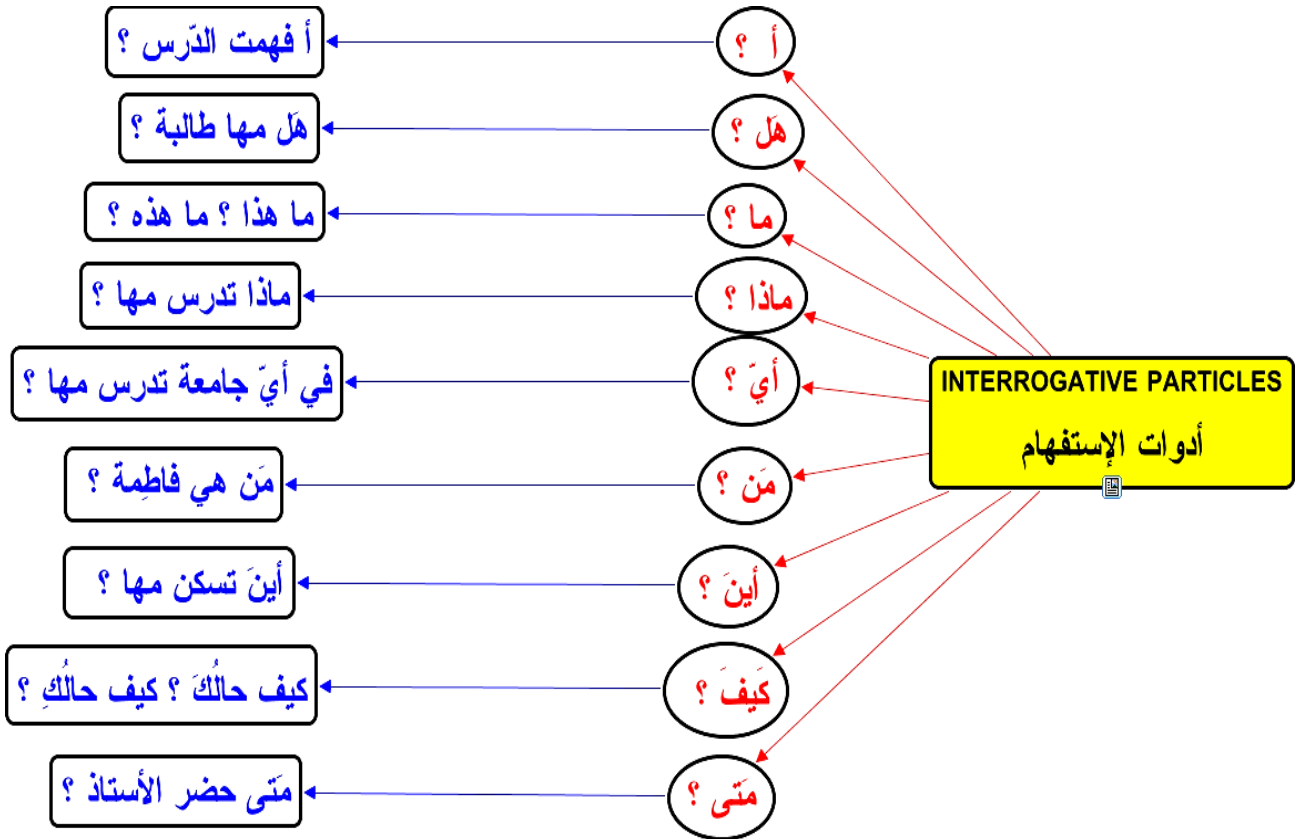 INTERROGATIVE PARTICLES
أدوات الإستفهام
أ ؟
أ فهمت الدّرس ؟
هَل ؟
هَل مها طالبة ؟
ما ؟
ما هذا ؟ ما هذه ؟
ماذا ؟
ماذا تدرس مها ؟
أيّ ؟
في أيّ جامعة تدرس مها ؟
مَن ؟
مَن هي فاطِمة ؟
أينَ ؟
أينَ تسكن مها ؟
كَيفَ ؟
كيف حالُكَ ؟ كيف حالُكِ ؟
مَتى ؟
مَتى حضر الأستاذ ؟